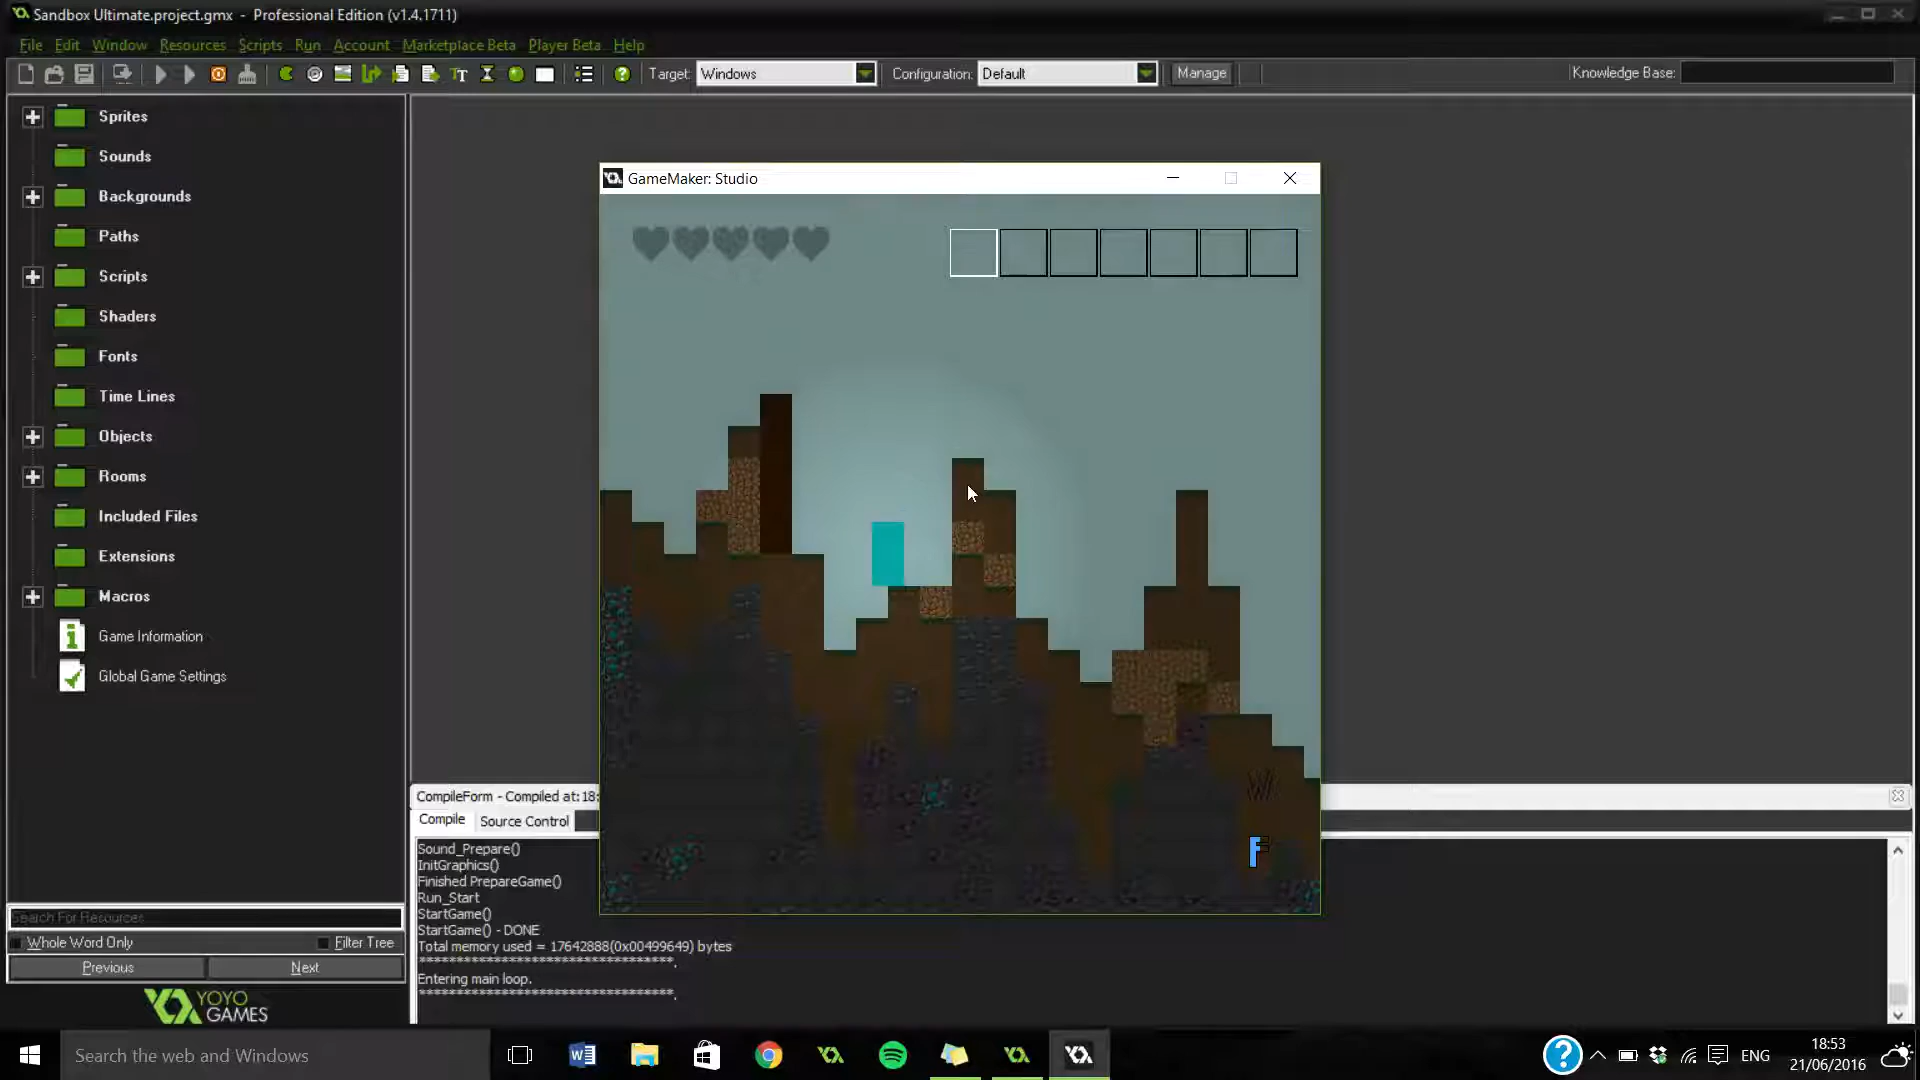 Sandbox Ultimate.project.gmx - Professional Edition (v1.4.1711)
File Edit Window Resources Scripts Run Account Marketplace Beta Player Beta Help
Target: Windows Configuration: Default Manage Knowledge Base:
Sprites
Sounds
Backgrounds
Paths
Scripts
Shaders
Fonts
Time Lines
Objects
Rooms
Included Files
Extensions
Macros
Game Information
Global Game Settings
Search For Resources
Whole Word Only Filter Tree
Previous Next
YOYO
GAMES
GameMaker: Studio
W
F
CompileForm - Compiled at:18:
Compile Source Control
Sound_Prepare()
InitGraphics()
Finished PrepareGame()
Run_Start
StartGame()
StartGame() - DONE
Total memory used = 17642888(0x00499649) bytes
**********************************.
Entering main loop.
**********************************.
Search the web and Windows
ENG
18:53
21/06/2016